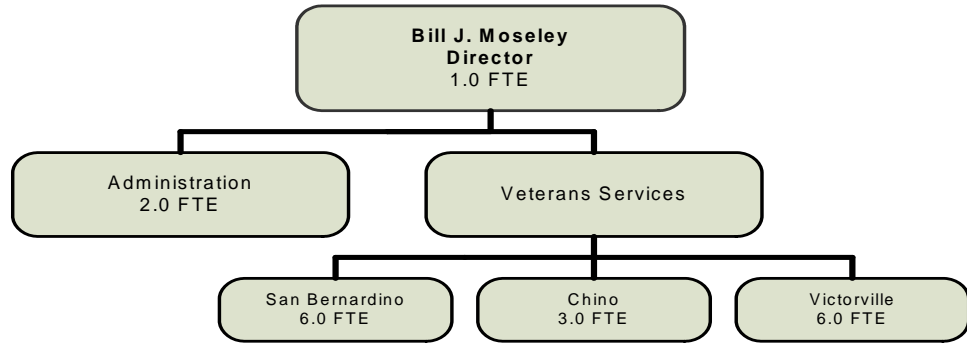 Bill J. Moseley
Director
1.0 FTE
Administration
2.0 FTE
Veterans Services
San Bernardino
6.0 FTE
Chino
3.0 FTE
Victorville
6.0 FTE